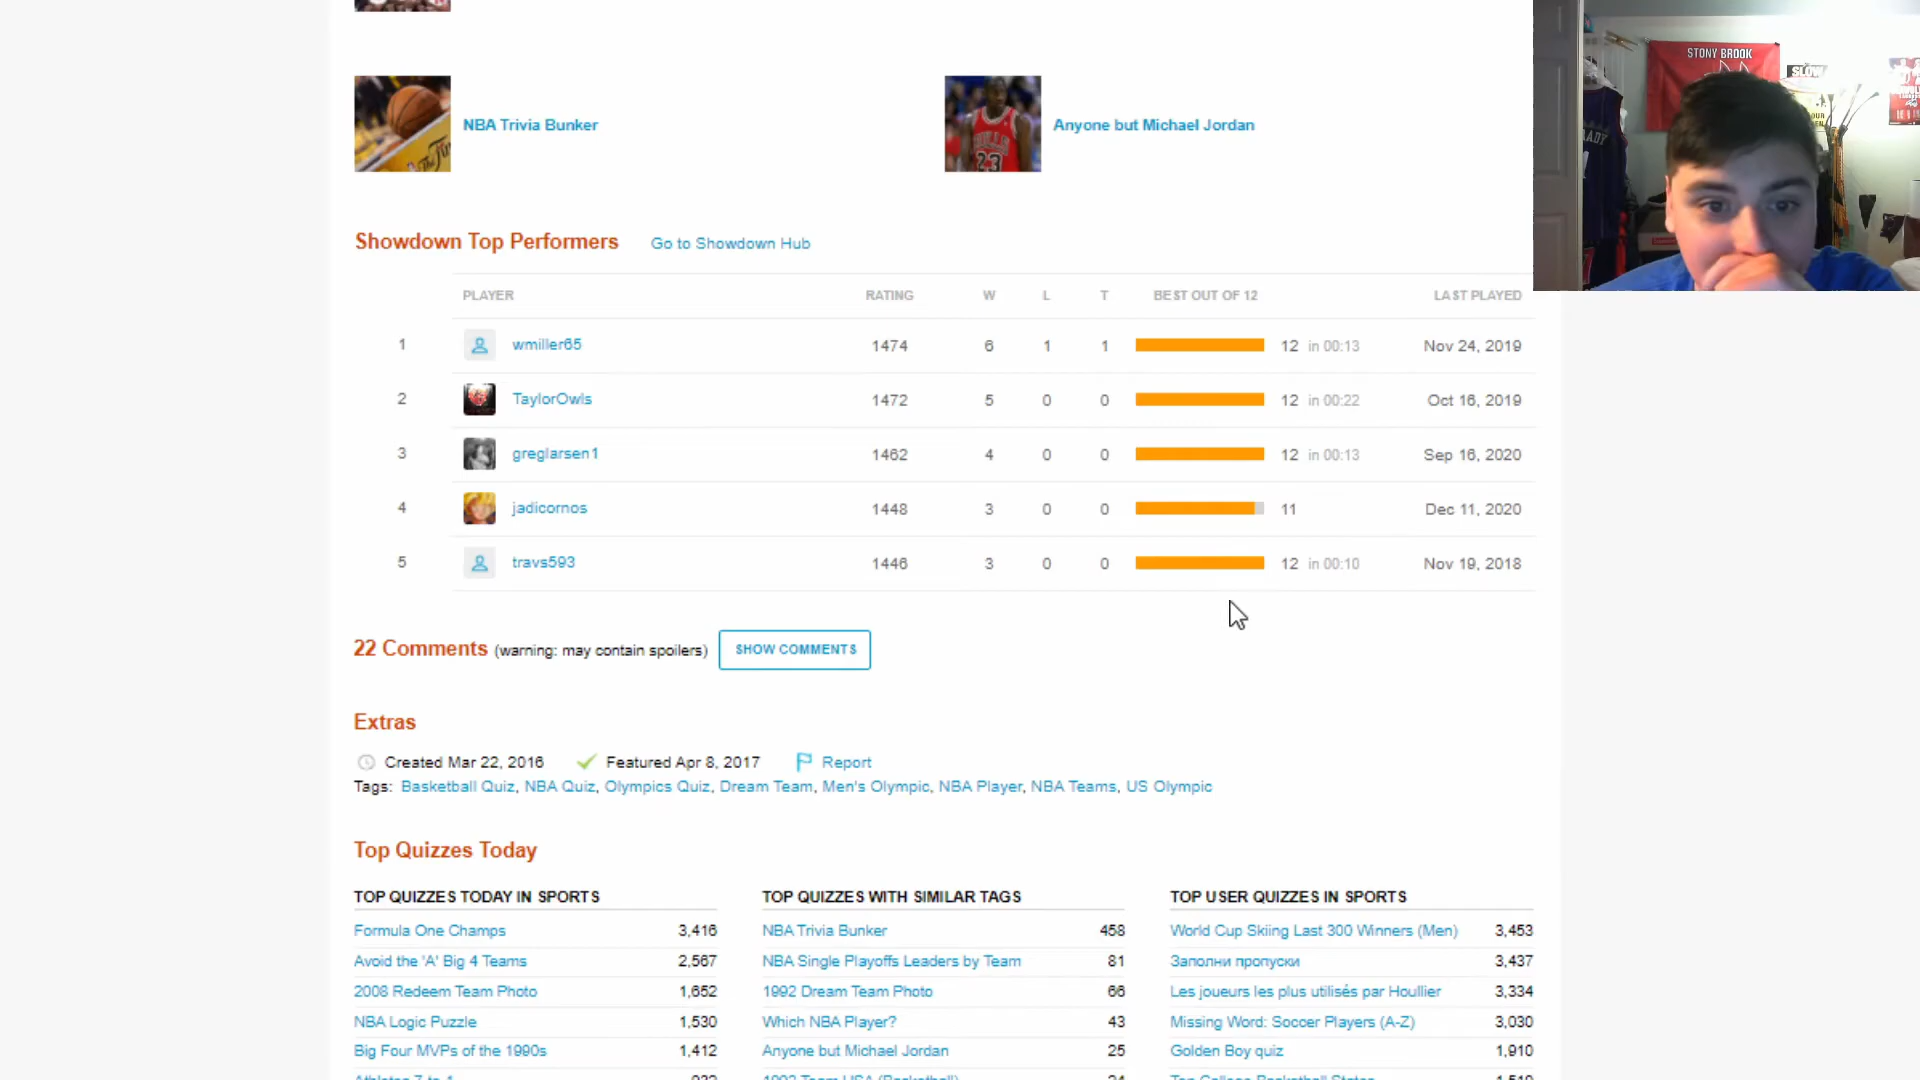 STONY BROOK
SLOW
ADY
23
NBA Trivia Bunker
Anyone but Michael Jordan
Showdown Top Performers Go to Showdown Hub
PLAYER RATING W L T BEST OUT OF 12 LAST PLAYED
1 wmiller65 1474 6 1 1 12 in 00:13 Nov 24, 2019
2 TaylorOwls 1472 5 0 0 12 in 00:22 Oct 16, 2019
3 greglarsen1 1462 4 0 0 12 in 00:13 Sep 16, 2020
4 jadicornos 1448 3 0 0 11 Dec 11, 2020
5 travs593 1446 3 0 0 12 in 00:10 Nov 19, 2018
22 Comments (warning: may contain spoilers) SHOW COMMENTS
Extras
Created Mar 22, 2016 Featured Apr 8, 2017 Report
Tags: Basketball Quiz, NBA Quiz, Olympics Quiz, Dream Team, Men's Olympic, NBA Player, NBA Teams, US Olympic
Top Quizzes Today
TOP QUIZZES TODAY IN SPORTS
Formula One Champs 3,416
Avoid the 'A' Big 4 Teams 2,567
2008 Redeem Team Photo 1,652
NBA Logic Puzzle 1,530
Big Four MVPs of the 1990s 1,412
TOP QUIZZES WITH SIMILAR TAGS
NBA Trivia Bunker 458
NBA Single Playoffs Leaders by Team 81
1992 Dream Team Photo 66
Which NBA Player? 43
Anyone but Michael Jordan 25
TOP USER QUIZZES IN SPORTS
World Cup Skiing Last 300 Winners (Men) 3,453
Заполни пропуски 3,437
Les joueurs les plus utilisés par Houllier 3,334
Missing Word: Soccer Players (A-Z) 3,030
Golden Boy quiz 1,910